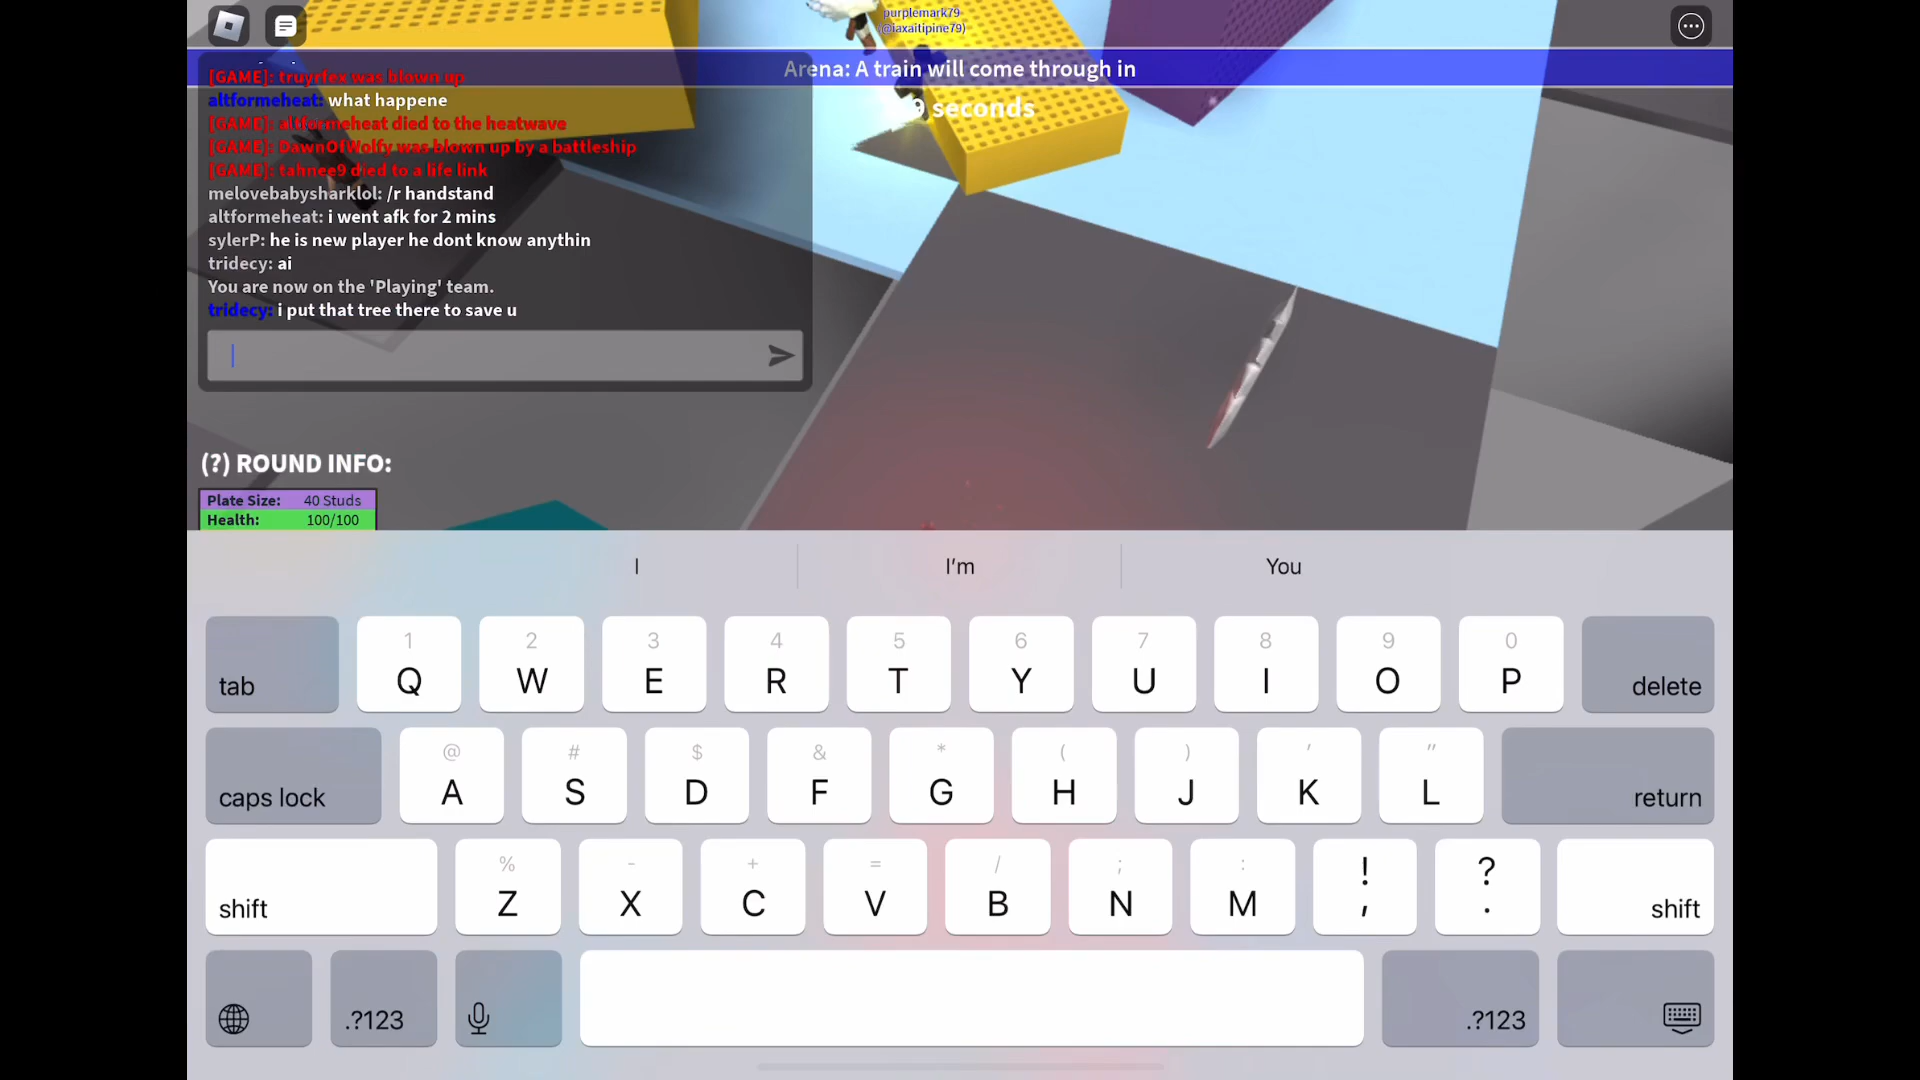 purplemark79
(@iaxaitipine79)
Arena: A train will come through in
9 seconds
[GAME]: truyrfex was blown up
altformeheat: what happene
[GAME]: altformeheat died to the heatwave
[GAME]: DawnOfWolfy was blown up by a battleship
[GAME]: tahnee9 died to a life link
melovebabysharklol: /r handstand
altformeheat: i went afk for 2 mins
sylerP: he is new player he dont know anythin
tridecy: ai
You are now on the 'Playing' team.
tridecy: i put that tree there to save u
(?) ROUND INFO:
Plate Size: 40 Studs
Health: 100/100
I I'm You
1 2 3 4 5 6 7 8 9 0
tab Q W E R T Y U I O P delete
@ # $ & * ( ) ' "
caps lock A S D F G H J K L return
% - + = / ; : ! ?
shift Z X C V B N M , . shift
.?123 .?123